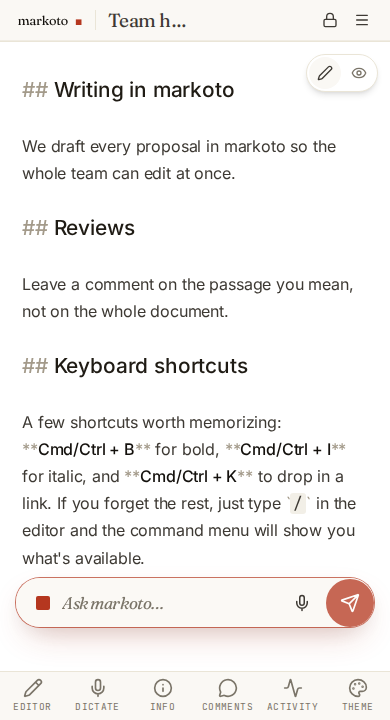 markoto
Team h...
## Writing in markoto
We draft every proposal in markoto so the
whole team can edit at once.
## Reviews
Leave a comment on the passage you mean,
not on the whole document.
## Keyboard shortcuts
A few shortcuts worth memorizing:
**Cmd/Ctrl + B** for bold, **Cmd/Ctrl + I**
for italic, and **Cmd/Ctrl + K** to drop in a
link. If you forget the rest, just type `/` in the
editor and the command menu will show you
what's available.
Ask markoto...
EDITOR DICTATE INFO COMMENTS ACTIVITY THEME